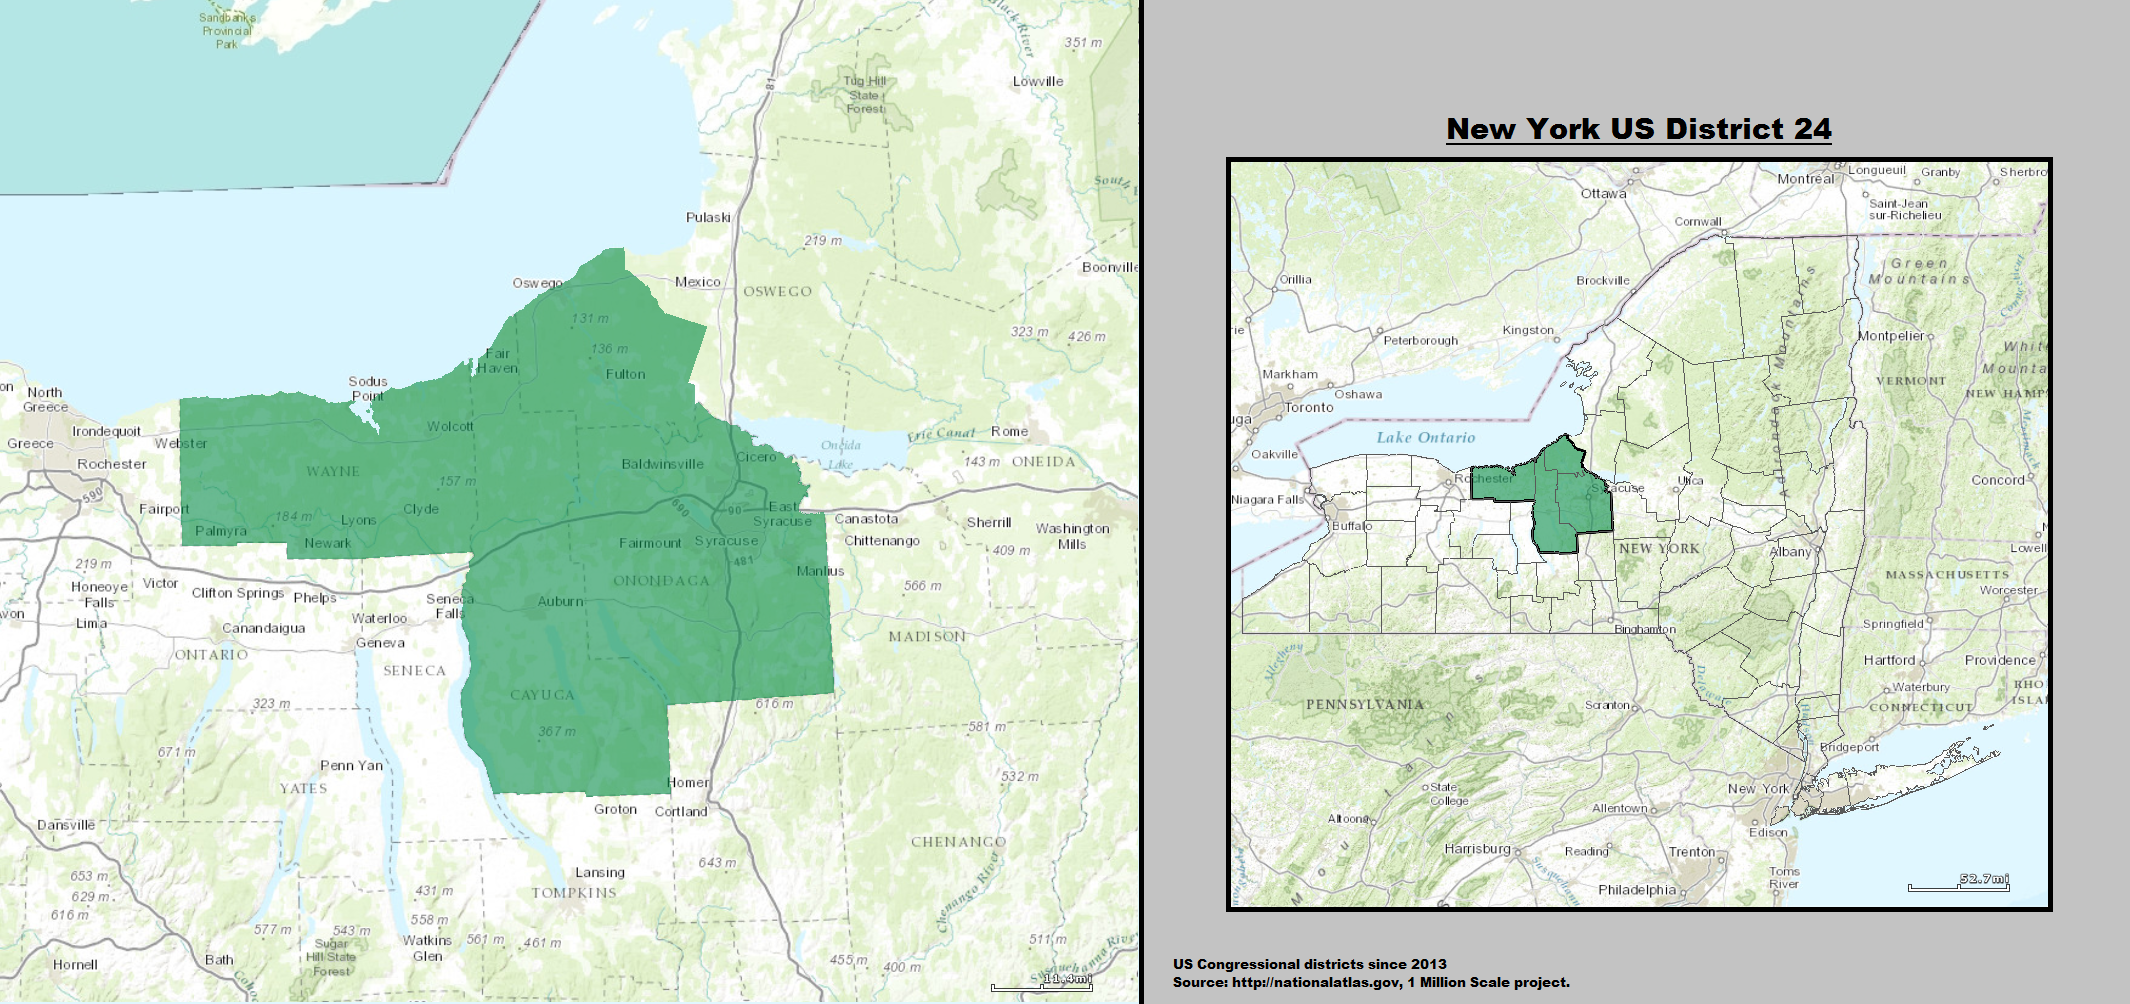 Sandbanks
Provincial
Park
Black River
351 m
Lowville
Tug Hill
State
Forest
South
Pulaski
219 m
Boonville
Oswego
Mexico
OSWEGO
131 m
323 m
426 m
136 m
Fair
Haven
Fulton
Sodus
Point
on
North
Greece
Irondequoit
Greece
Webster
Wolcott
Rochester
WAYNE
Baldwinsville
Cicero
Oneida
Lake
Erie Canal
Rome
143 m
ONEIDA
157 m
590
Fairport
184 m
Lyons
Clyde
690
90
East
Syracuse
Canastota
Sherrill
Washington
Mills
Palmyra
Newark
Fairmount
Syracuse
Chittenango
409 m
219 m
481
Manlius
Honeoye
Falls
Victor
Clifton Springs
Phelps
Seneca
Falls
ONONDAGA
Auburn
566 m
von
Lima
Waterloo
Canandaigua
Geneva
MADISON
ONTARIO
SENECA
CAYUGA
323 m
616 m
581 m
367 m
671 m
Penn Yan
YATES
Homer
532 m
Groton
Cortland
Dansville
CHENANGO
643 m
Lansing
TOMPKINS
653 m
629 m
616 m
431 m
558 m
577 m
543 m
Sugar
Hill State
Forest
Watkins
Glen
561 m
461 m
Chenango River
511 m
Hornell
Bath
455 m
400 m
Susquehanna River
11.4mi
81
New York US District 24
Ottawa
Montréal
Longueuil
Granby
Sherbro
Saint-Jean
sur-Richelieu
Cornwall
Orillia
Brockville
Green
Mountains
rie
Peterborough
Kingston
Adirondack Mountains
Montpelier
White
Mounta
Markham
Oshawa
VERMONT
NEW HAMP
Toronto
uga
Lake Ontario
Oakville
Rochester
Syracuse
Utica
Concord
Niagara Falls
Buffalo
NEW YORK
Albany
Lowell
MASSACHUSETTS
Worcester
Binghamton
Springfield
Allegheny
Delaware
Hartford
Providence
PENNSYLVANIA
Scranton
Waterbury
CONNECTICUT
RHO
ISLA
Bridgeport
State
College
New York
Allentown
Altoona
Edison
Harrisburg
Reading
Trenton
Toms
River
Philadelphia
52.7mi
US Congressional districts since 2013
Source: http://nationalatlas.gov, 1 Million Scale project.